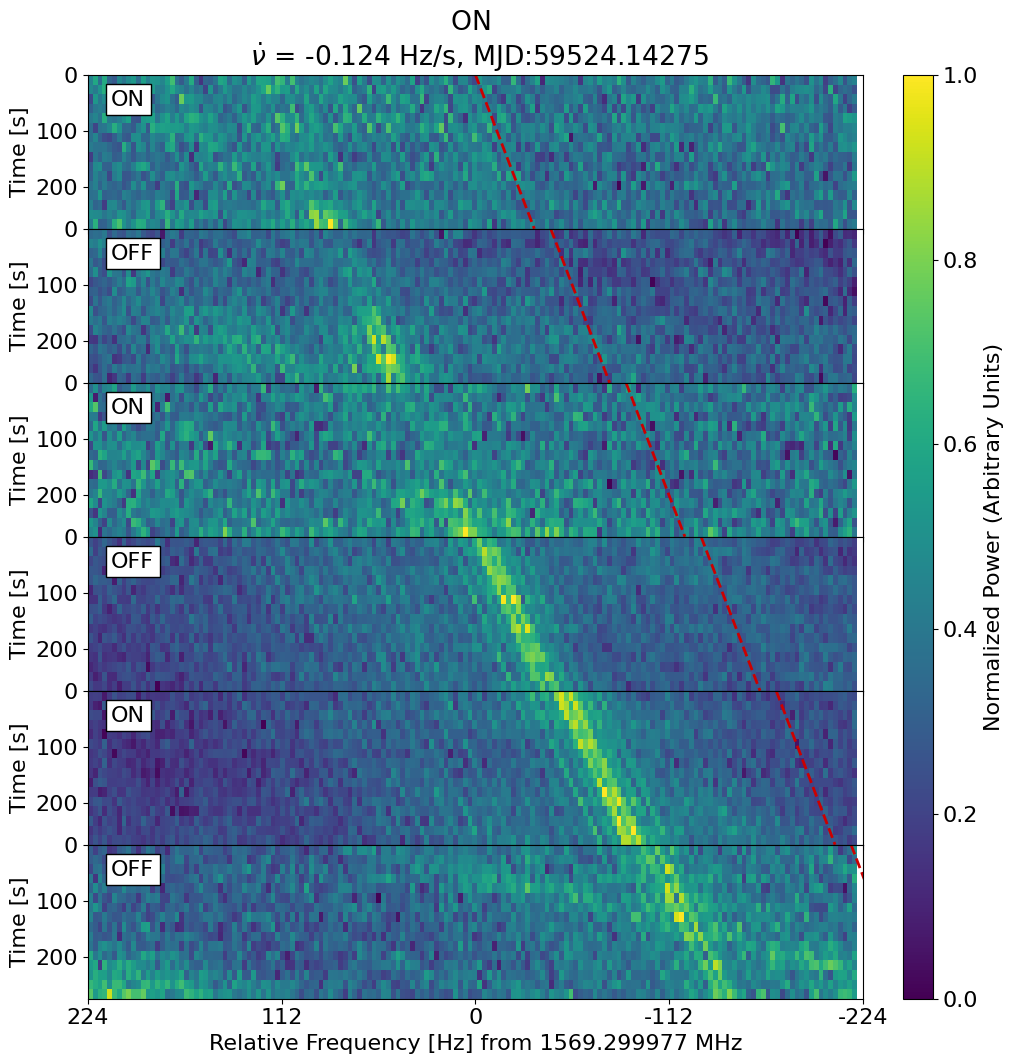 ON
ν̇ = -0.124 Hz/s, MJD:59524.14275
0
ON
100
200
Time [s]
0
OFF
100
200
Time [s]
0
ON
100
200
Time [s]
0
OFF
100
200
Time [s]
0
ON
100
200
Time [s]
0
OFF
100
200
Time [s]
224 112 0 -112 -224
Relative Frequency [Hz] from 1569.299977 MHz
1.0
0.8
0.6
0.4
0.2
0.0
Normalized Power (Arbitrary Units)